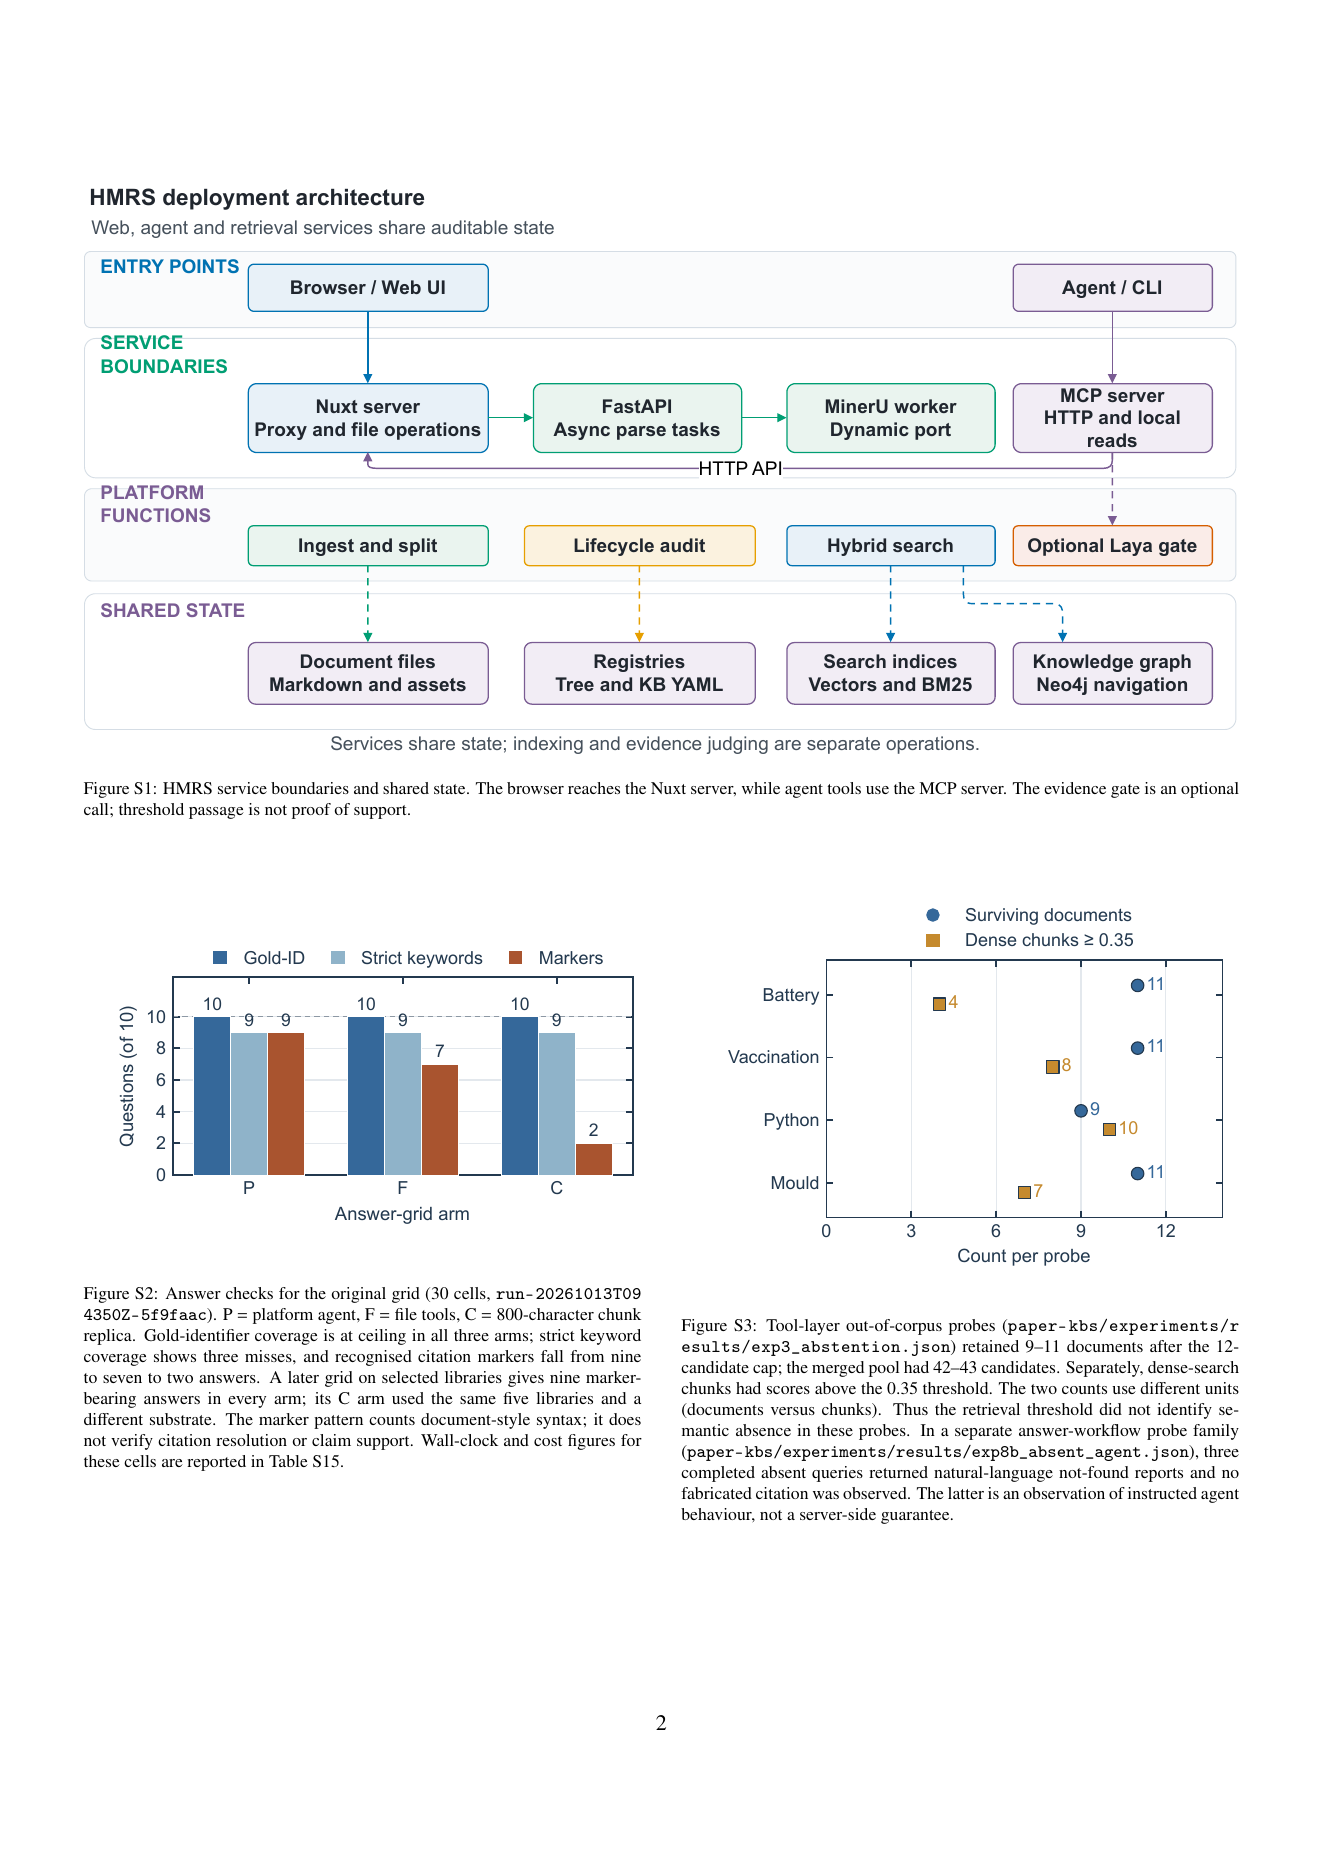 HMRS deployment architecture
Web, agent and retrieval services share auditable state
ENTRY POINTS
Browser / Web UI
Agent / CLI
SERVICE
BOUNDARIES
Nuxt server
Proxy and file operations
FastAPI
Async parse tasks
MinerU worker
Dynamic port
MCP server
HTTP and local
reads
HTTP API
PLATFORM
FUNCTIONS
Ingest and split
Lifecycle audit
Hybrid search
Optional Laya gate
SHARED STATE
Document files
Markdown and assets
Registries
Tree and KB YAML
Search indices
Vectors and BM25
Knowledge graph
Neo4j navigation
Services share state; indexing and evidence judging are separate operations.
Figure S1: HMRS service boundaries and shared state. The browser reaches the Nuxt server, while agent tools use the MCP server. The evidence gate is an optional
call; threshold passage is not proof of support.
Gold-ID Strict keywords Markers
Questions (of 10)
10
8
6
4
2
0
10 9 9
10 9 7
10 9 2
P F C
Answer-grid arm
Figure S2: Answer checks for the original grid (30 cells, run-20261013T09
4350Z-5f9faac). P = platform agent, F = file tools, C = 800-character chunk
replica. Gold-identifier coverage is at ceiling in all three arms; strict keyword
coverage shows three misses, and recognised citation markers fall from nine
to seven to two answers. A later grid on selected libraries gives nine marker-
bearing answers in every arm; its C arm used the same five libraries and a
different substrate. The marker pattern counts document-style syntax; it does
not verify citation resolution or claim support. Wall-clock and cost figures for
these cells are reported in Table S15.
Surviving documents
Dense chunks ≥ 0.35
Battery 4 11
Vaccination 8 11
Python 9 10
Mould 7 11
0 3 6 9 12
Count per probe
Figure S3: Tool-layer out-of-corpus probes (paper-kbs/experiments/r
esults/exp3_abstention.json) retained 9–11 documents after the 12-
candidate cap; the merged pool had 42–43 candidates. Separately, dense-search
chunks had scores above the 0.35 threshold. The two counts use different units
(documents versus chunks). Thus the retrieval threshold did not identify se-
mantic absence in these probes. In a separate answer-workflow probe family
(paper-kbs/experiments/results/exp8b_absent_agent.json), three
completed absent queries returned natural-language not-found reports and no
fabricated citation was observed. The latter is an observation of instructed agent
behaviour, not a server-side guarantee.
2